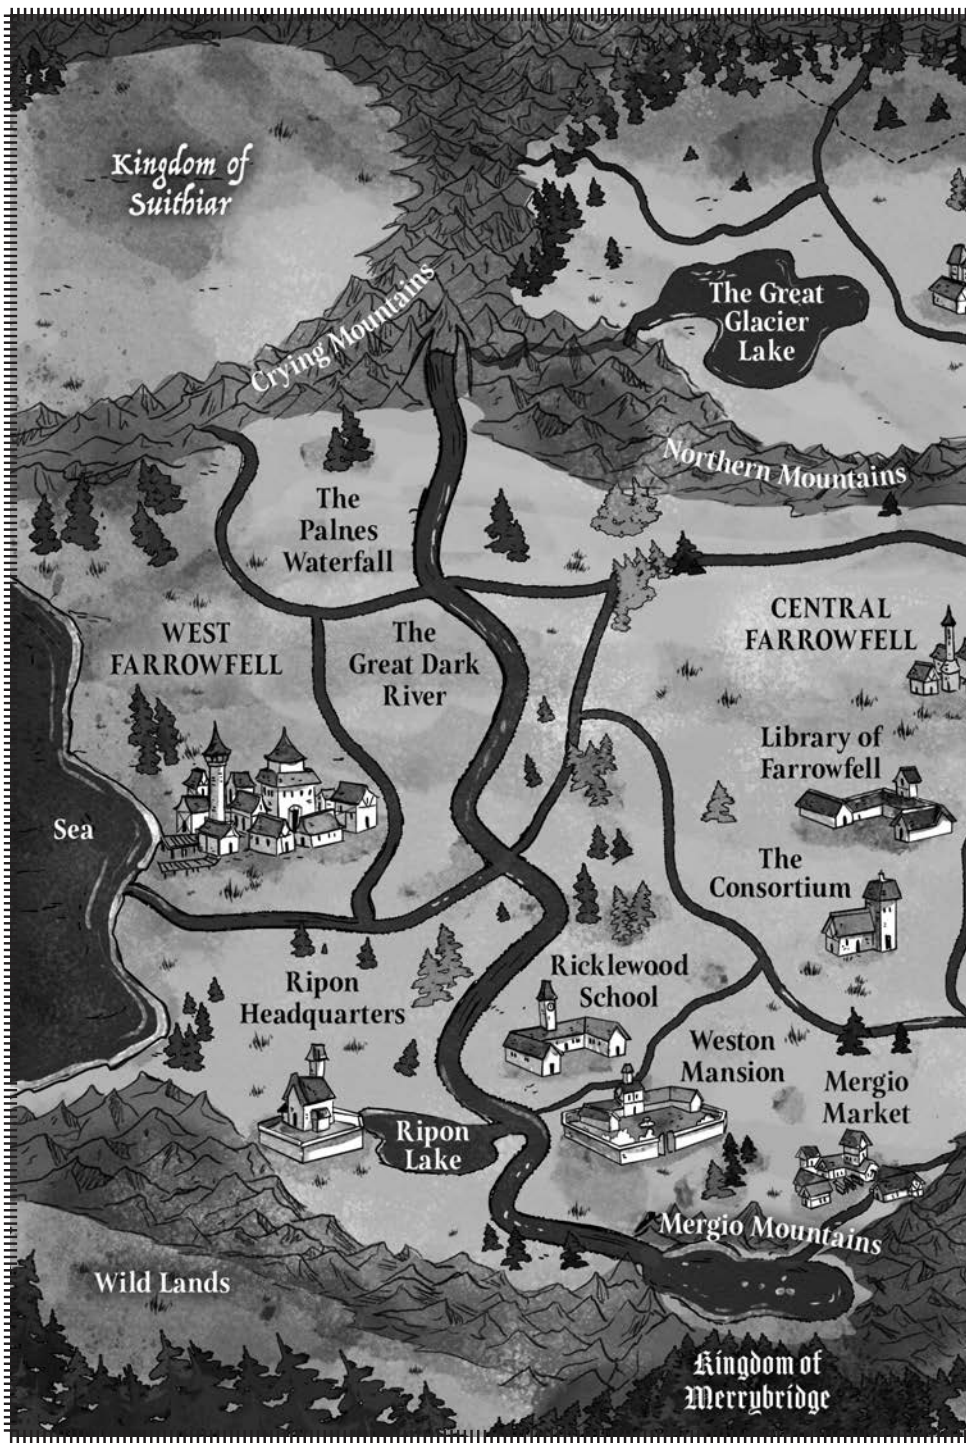 Kingdom of
Suithiar
Crying Mountains
The Great
Glacier
Lake
Northern Mountains
The
Palnes
Waterfall
WEST
FARROWFELL
The
Great Dark
River
CENTRAL
FARROWFELL
Library of
Farrowfell
Sea
The
Consortium
Ripon
Headquarters
Ricklewood
School
Weston
Mansion
Mergio
Market
Ripon
Lake
Mergio Mountains
Wild Lands
Kingdom of
Merrybridge